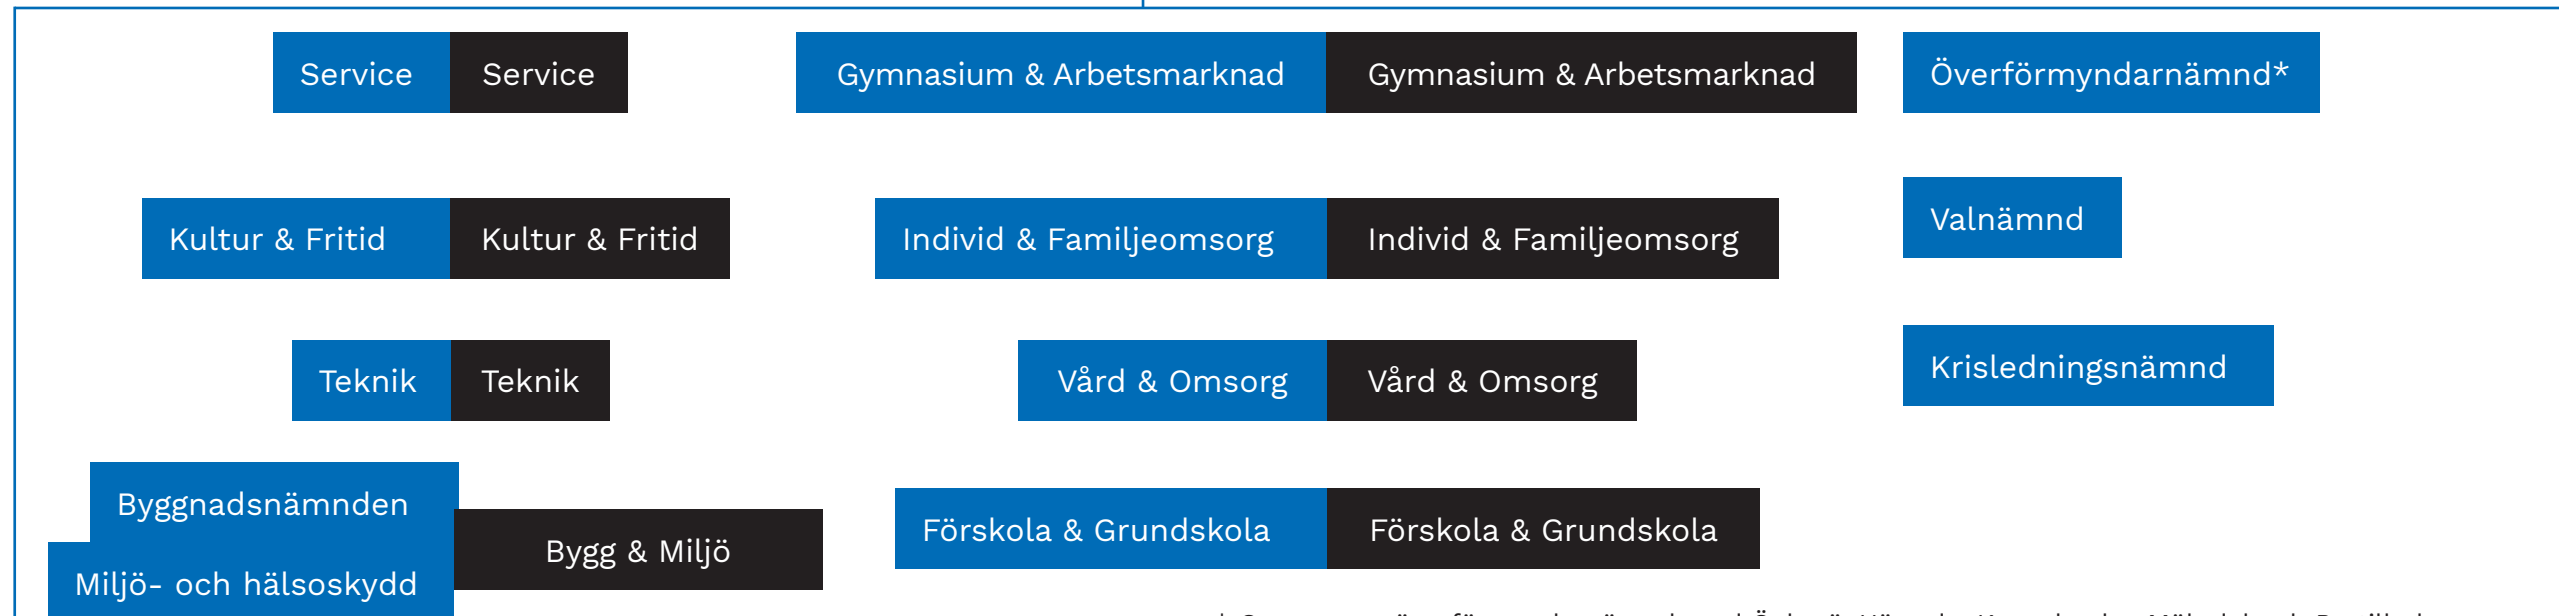 Service Service
Gymnasium & Arbetsmarknad Gymnasium & Arbetsmarknad
Överförmyndarnämnd*
Kultur & Fritid Kultur & Fritid
Individ & Familjeomsorg Individ & Familjeomsorg
Valnämnd
Teknik Teknik
Vård & Omsorg Vård & Omsorg
Krisledningsnämnd
Byggnadsnämnden
Miljö- och hälsoskydd
Bygg & Miljö
Förskola & Grundskola Förskola & Grundskola